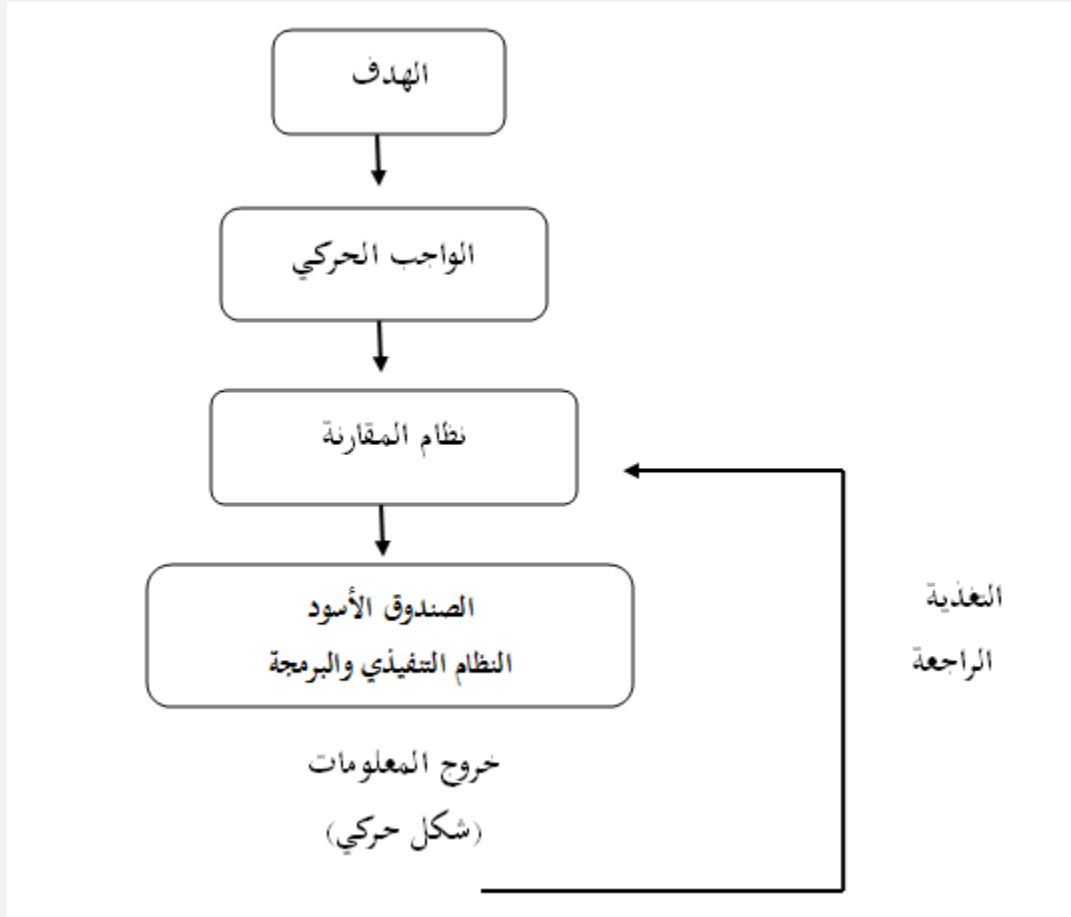 الهدف
الواجب الحركي
نظام المقارنة
الصندوق الأسود
النظام التنفيذي والبرمجة
خروج المعلومات
(شكل حركي)
التغذية
الراجعة